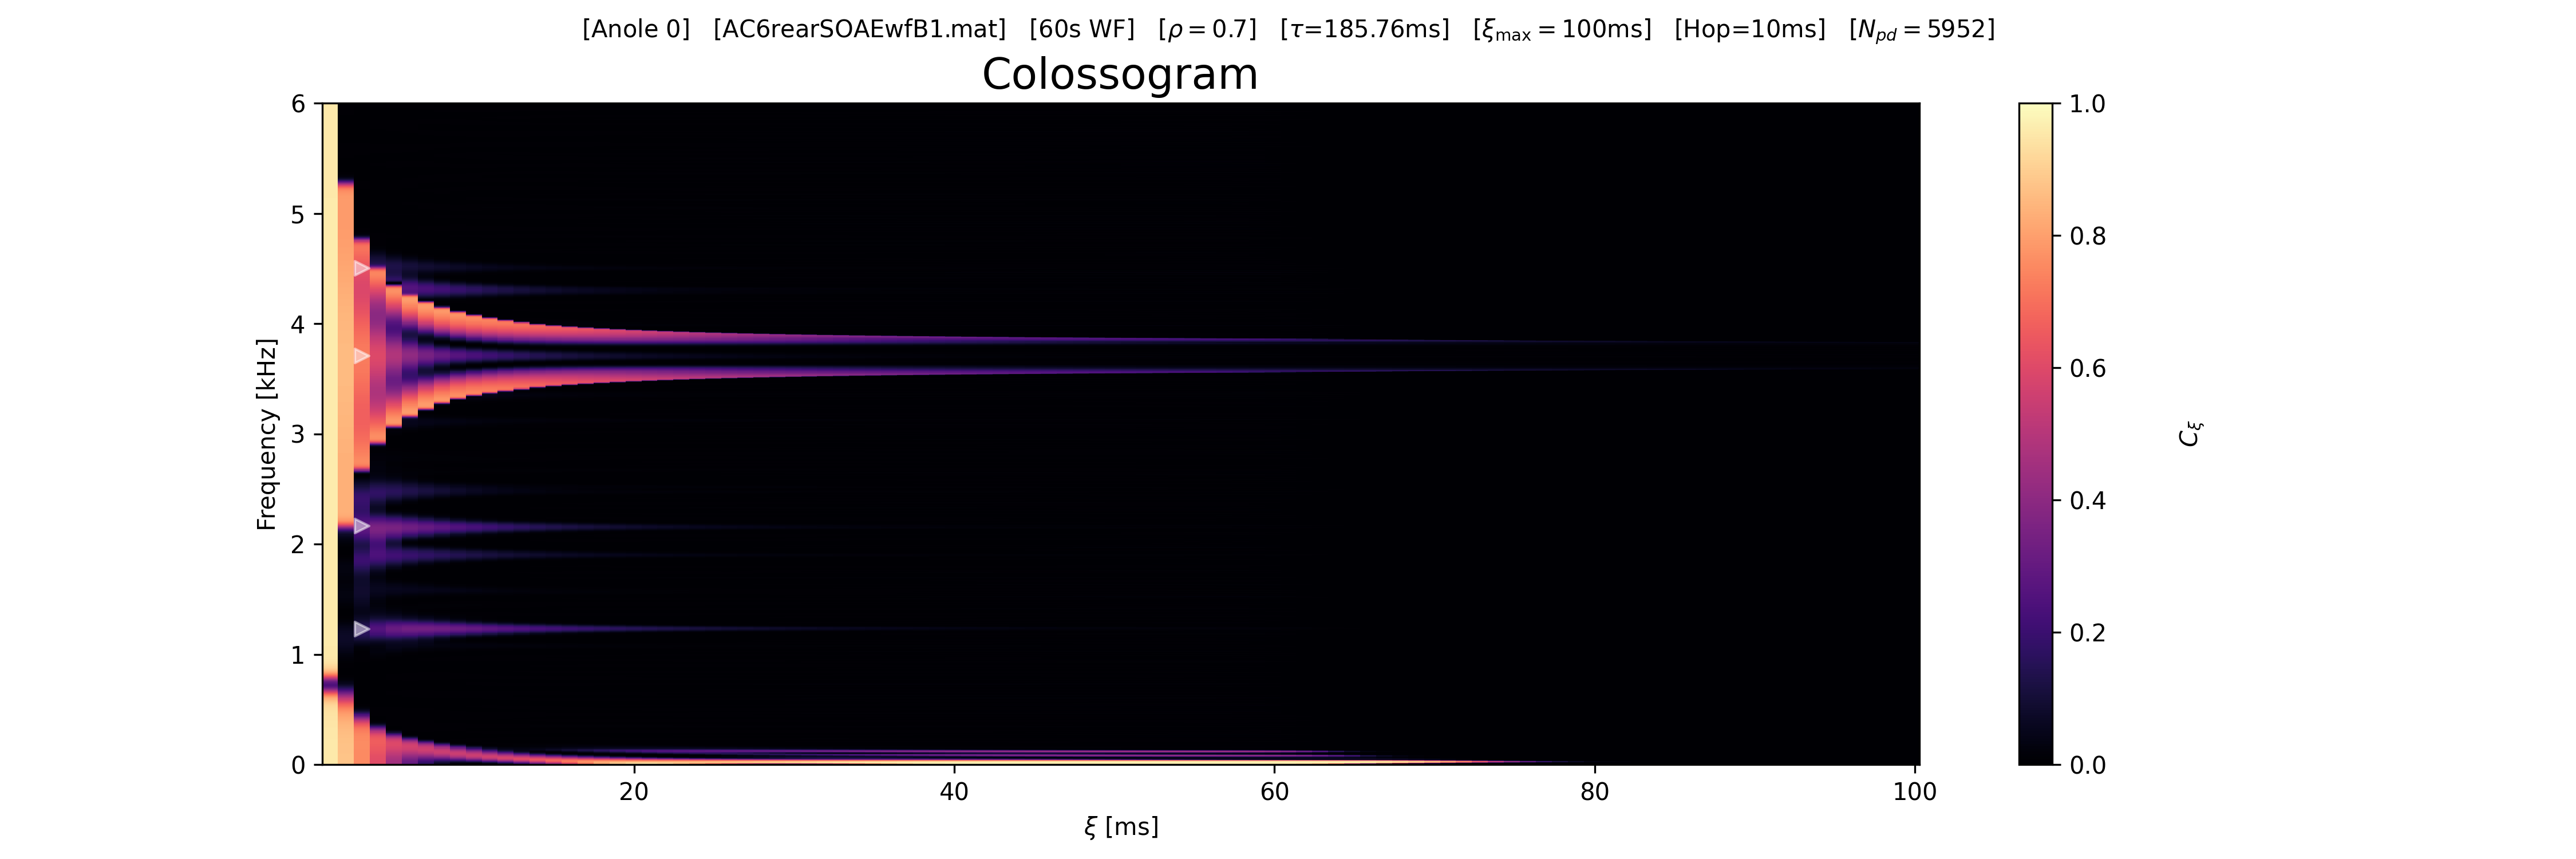 [Anole 0] [AC6rearSOAEwfB1.mat] [60s WF] [ρ = 0.7] [τ=185.76ms] [ξmax = 100ms] [Hop=10ms] [Npd = 5952]
Colossogram
Frequency [kHz]
6
5
4
3
2
1
0
20 40 60 80 100
ξ [ms]
1.0
0.8
0.6
0.4
0.2
0.0
Cξ